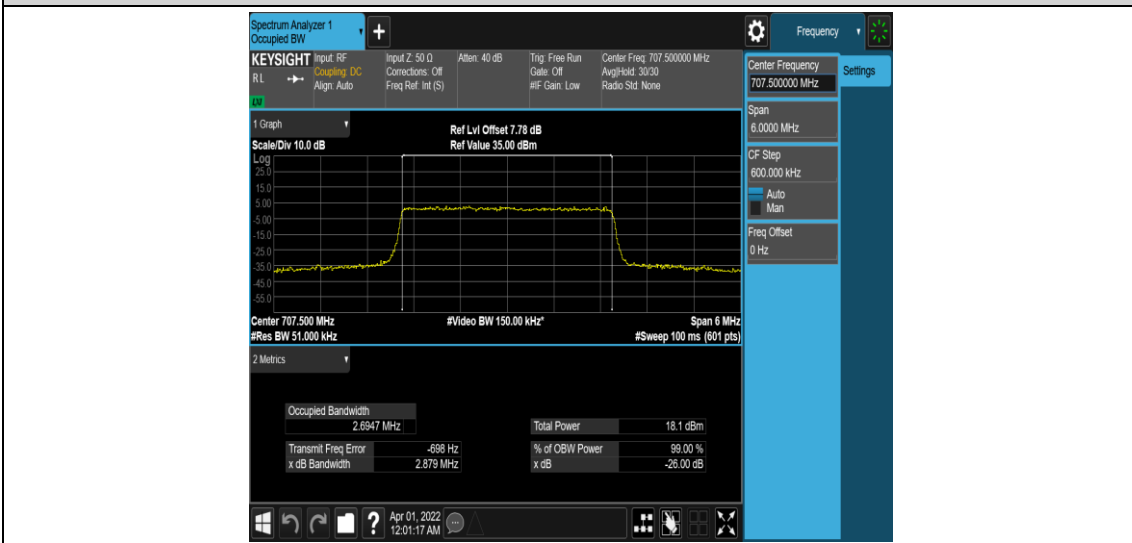 Spectrum Analyzer 1
Occupied BW
+
Frequency
KEYSIGHT
Input: RF
Input Z: 50 Ω
Atten: 40 dB
Trig: Free Run
Center Freq: 707.500000 MHz
RL
Coupling: DC
Corrections: Off
Gate: Off
Avg|Hold: 30/30
Align: Auto
Freq Ref: Int (S)
#IF Gain: Low
Radio Std: None
LXI
Center Frequency
707.500000 MHz
Settings
Span
6.0000 MHz
CF Step
600.000 kHz
Auto
Man
Freq Offset
0 Hz
1 Graph
Ref Lvl Offset 7.78 dB
Scale/Div 10.0 dB
Ref Value 35.00 dBm
Log
25.0
15.0
5.00
-5.00
-15.0
-25.0
-35.0
-45.0
-55.0
Center 707.500 MHz
#Video BW 150.00 kHz*
Span 6 MHz
#Res BW 51.000 kHz
#Sweep 100 ms (601 pts)
2 Metrics
Occupied Bandwidth
2.6947 MHz
Total Power 18.1 dBm
Transmit Freq Error -698 Hz
% of OBW Power 99.00 %
x dB Bandwidth 2.879 MHz
x dB -26.00 dB
?
Apr 01, 2022
12:01:17 AM